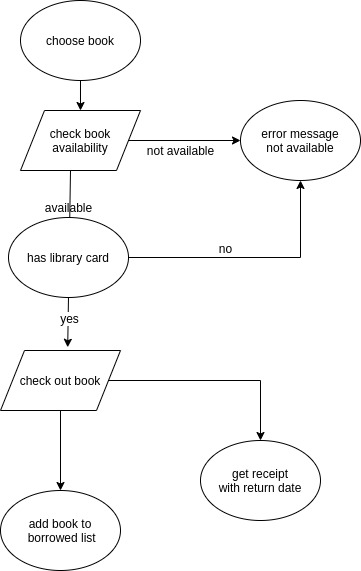 choose book
check book
availability
not available
error message
not available
available
has library card
no
yes
check out book
get receipt
with return date
add book to
borrowed list